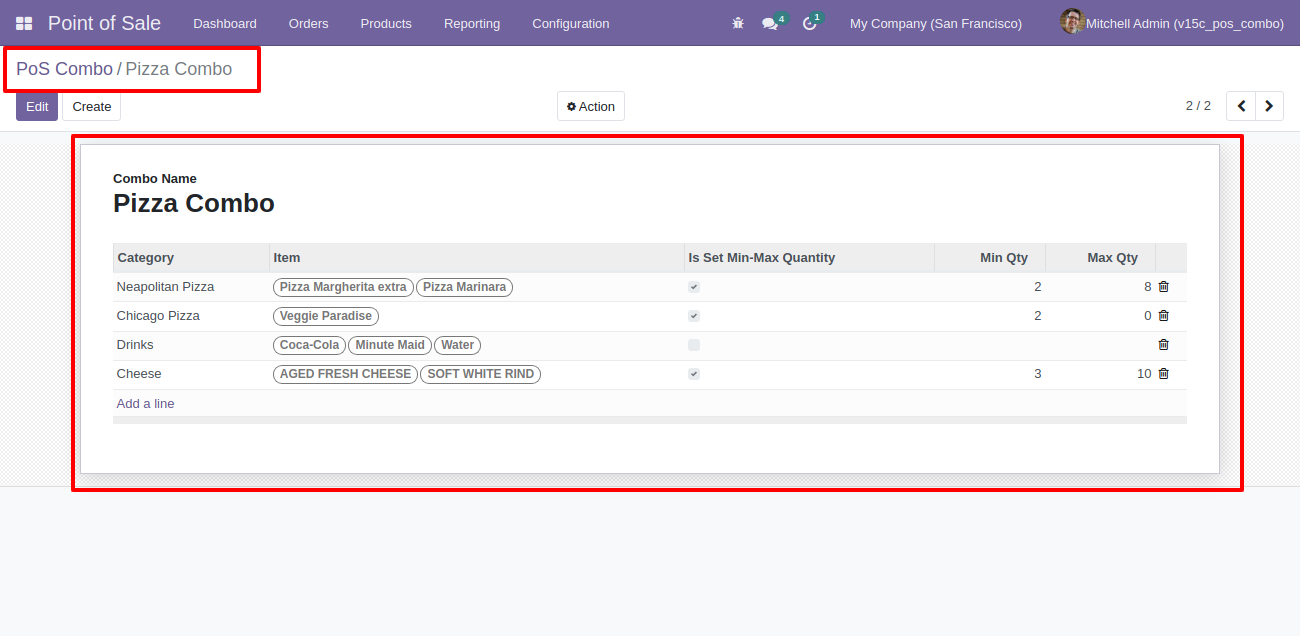 Point of Sale Dashboard Orders Products Reporting Configuration 4 1 My Company (San Francisco) Mitchell Admin (v15c_pos_combo)
PoS Combo / Pizza Combo
Edit Create Action 2 / 2
Combo Name
Pizza Combo
Category Item Is Set Min-Max Quantity Min Qty Max Qty
Neapolitan Pizza Pizza Margherita extra Pizza Marinara 2 8
Chicago Pizza Veggie Paradise 2 0
Drinks Coca-Cola Minute Maid Water
Cheese AGED FRESH CHEESE SOFT WHITE RIND 3 10
Add a line